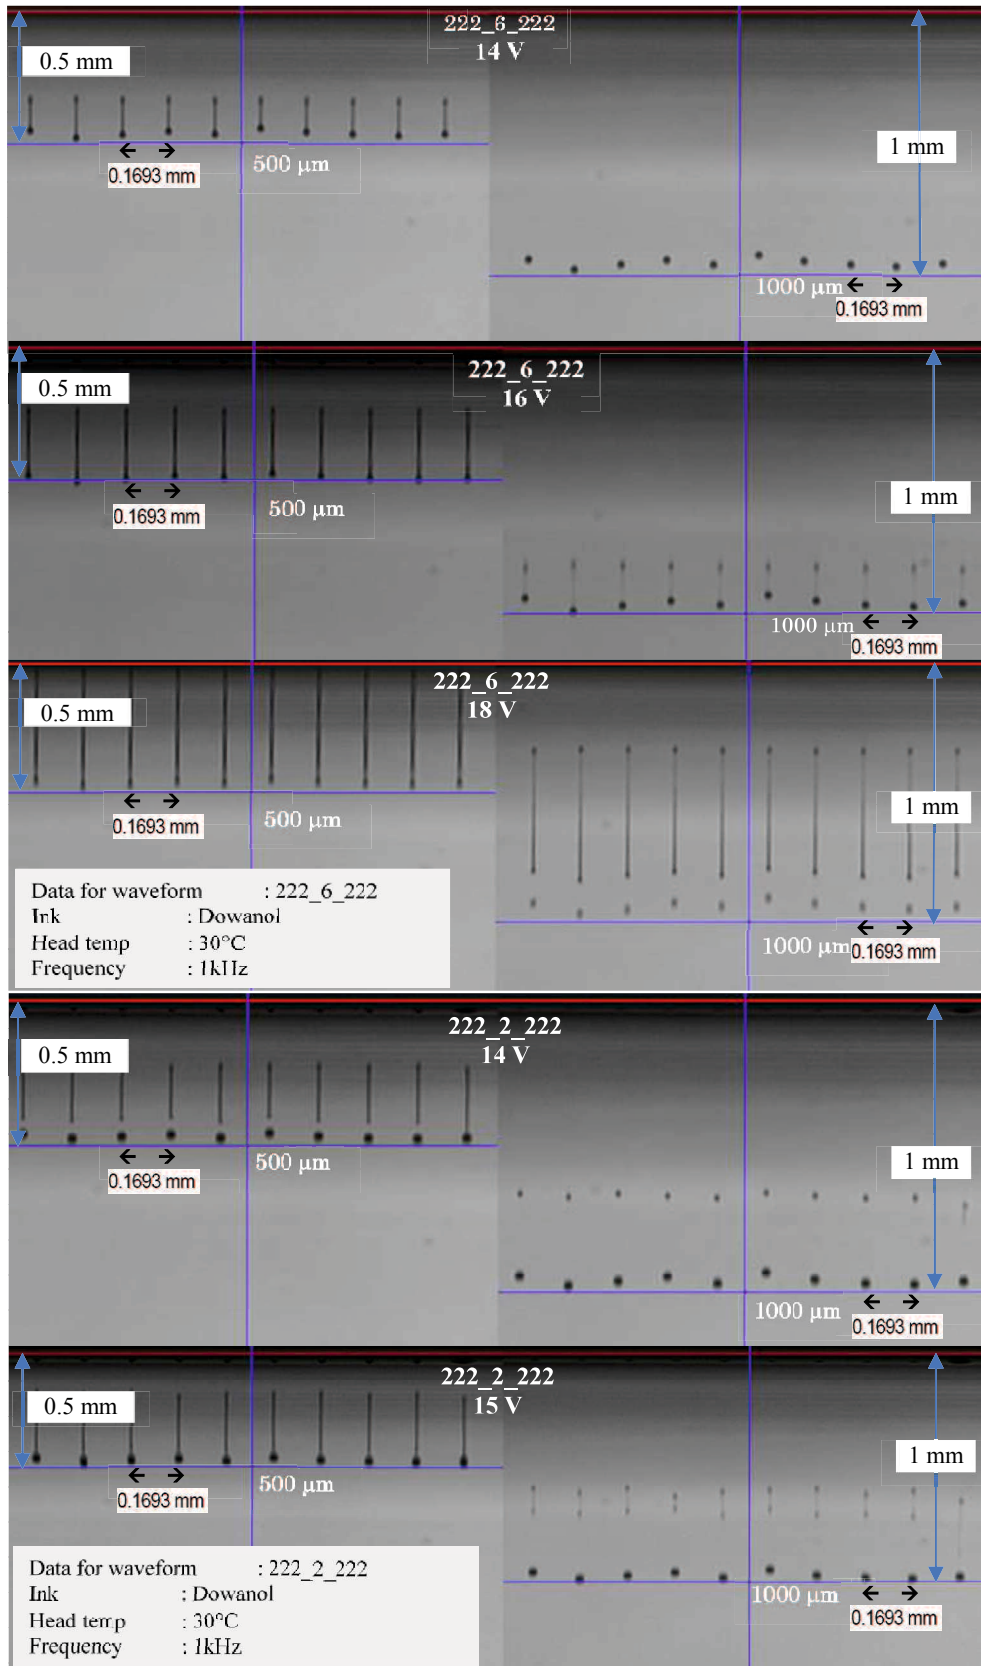 222_6_222
14 V
0.5 mm
1 mm
500 µm
0.1693 mm
1000 µm
0.1693 mm
222_6_222
16 V
0.5 mm
1 mm
500 µm
0.1693 mm
1000 µm
0.1693 mm
222_6_222
18 V
0.5 mm
1 mm
500 µm
0.1693 mm
1000 µm
0.1693 mm
Data for waveform : 222_6_222
Ink : Dowanol
Head temp : 30°C
Frequency : 1kHz
222_2_222
14 V
0.5 mm
1 mm
500 µm
0.1693 mm
1000 µm
0.1693 mm
222_2_222
15 V
0.5 mm
1 mm
500 µm
0.1693 mm
1000 µm
0.1693 mm
Data for waveform : 222_2_222
Ink : Dowanol
Head temp : 30°C
Frequency : 1kHz